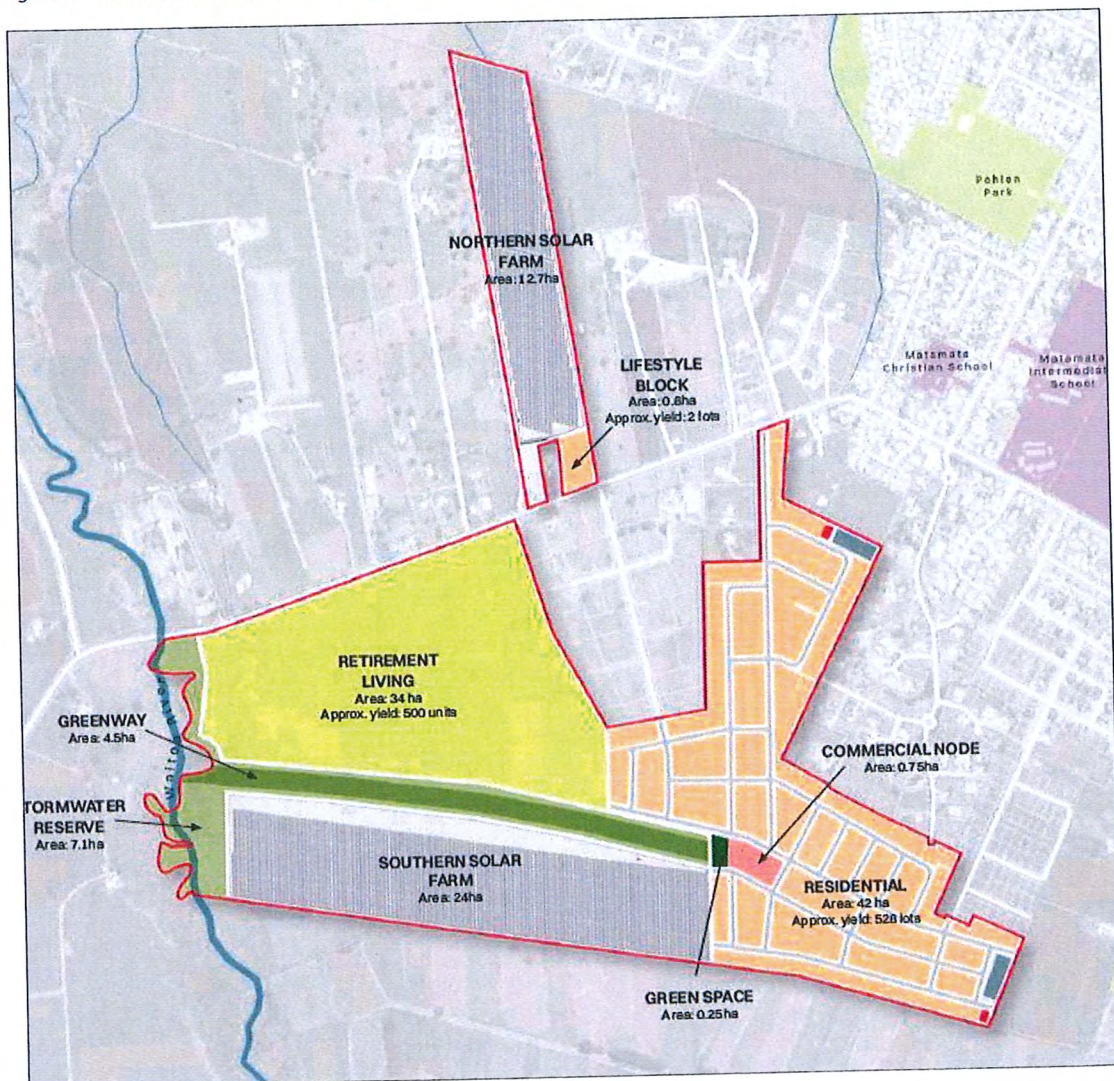 Pohlen
Park
NORTHERN SOLAR
FARM
Area: 12.7ha
Matamata
Christian School
Matamata
Intermediat
School
LIFESTYLE
BLOCK
Area: 0.8ha
Approx. yield: 2 lots
RETIREMENT
LIVING
Area: 34 ha
Approx. yield: 500 units
GREENWAY
Area: 4.5ha
Walton River
COMMERCIAL NODE
Area: 0.75ha
TORMWATER
RESERVE
Area: 7.1ha
SOUTHERN SOLAR
FARM
Area: 24ha
RESIDENTIAL
Area: 42 ha
Approx. yield: 528 lots
GREEN SPACE
Area: 0.25ha